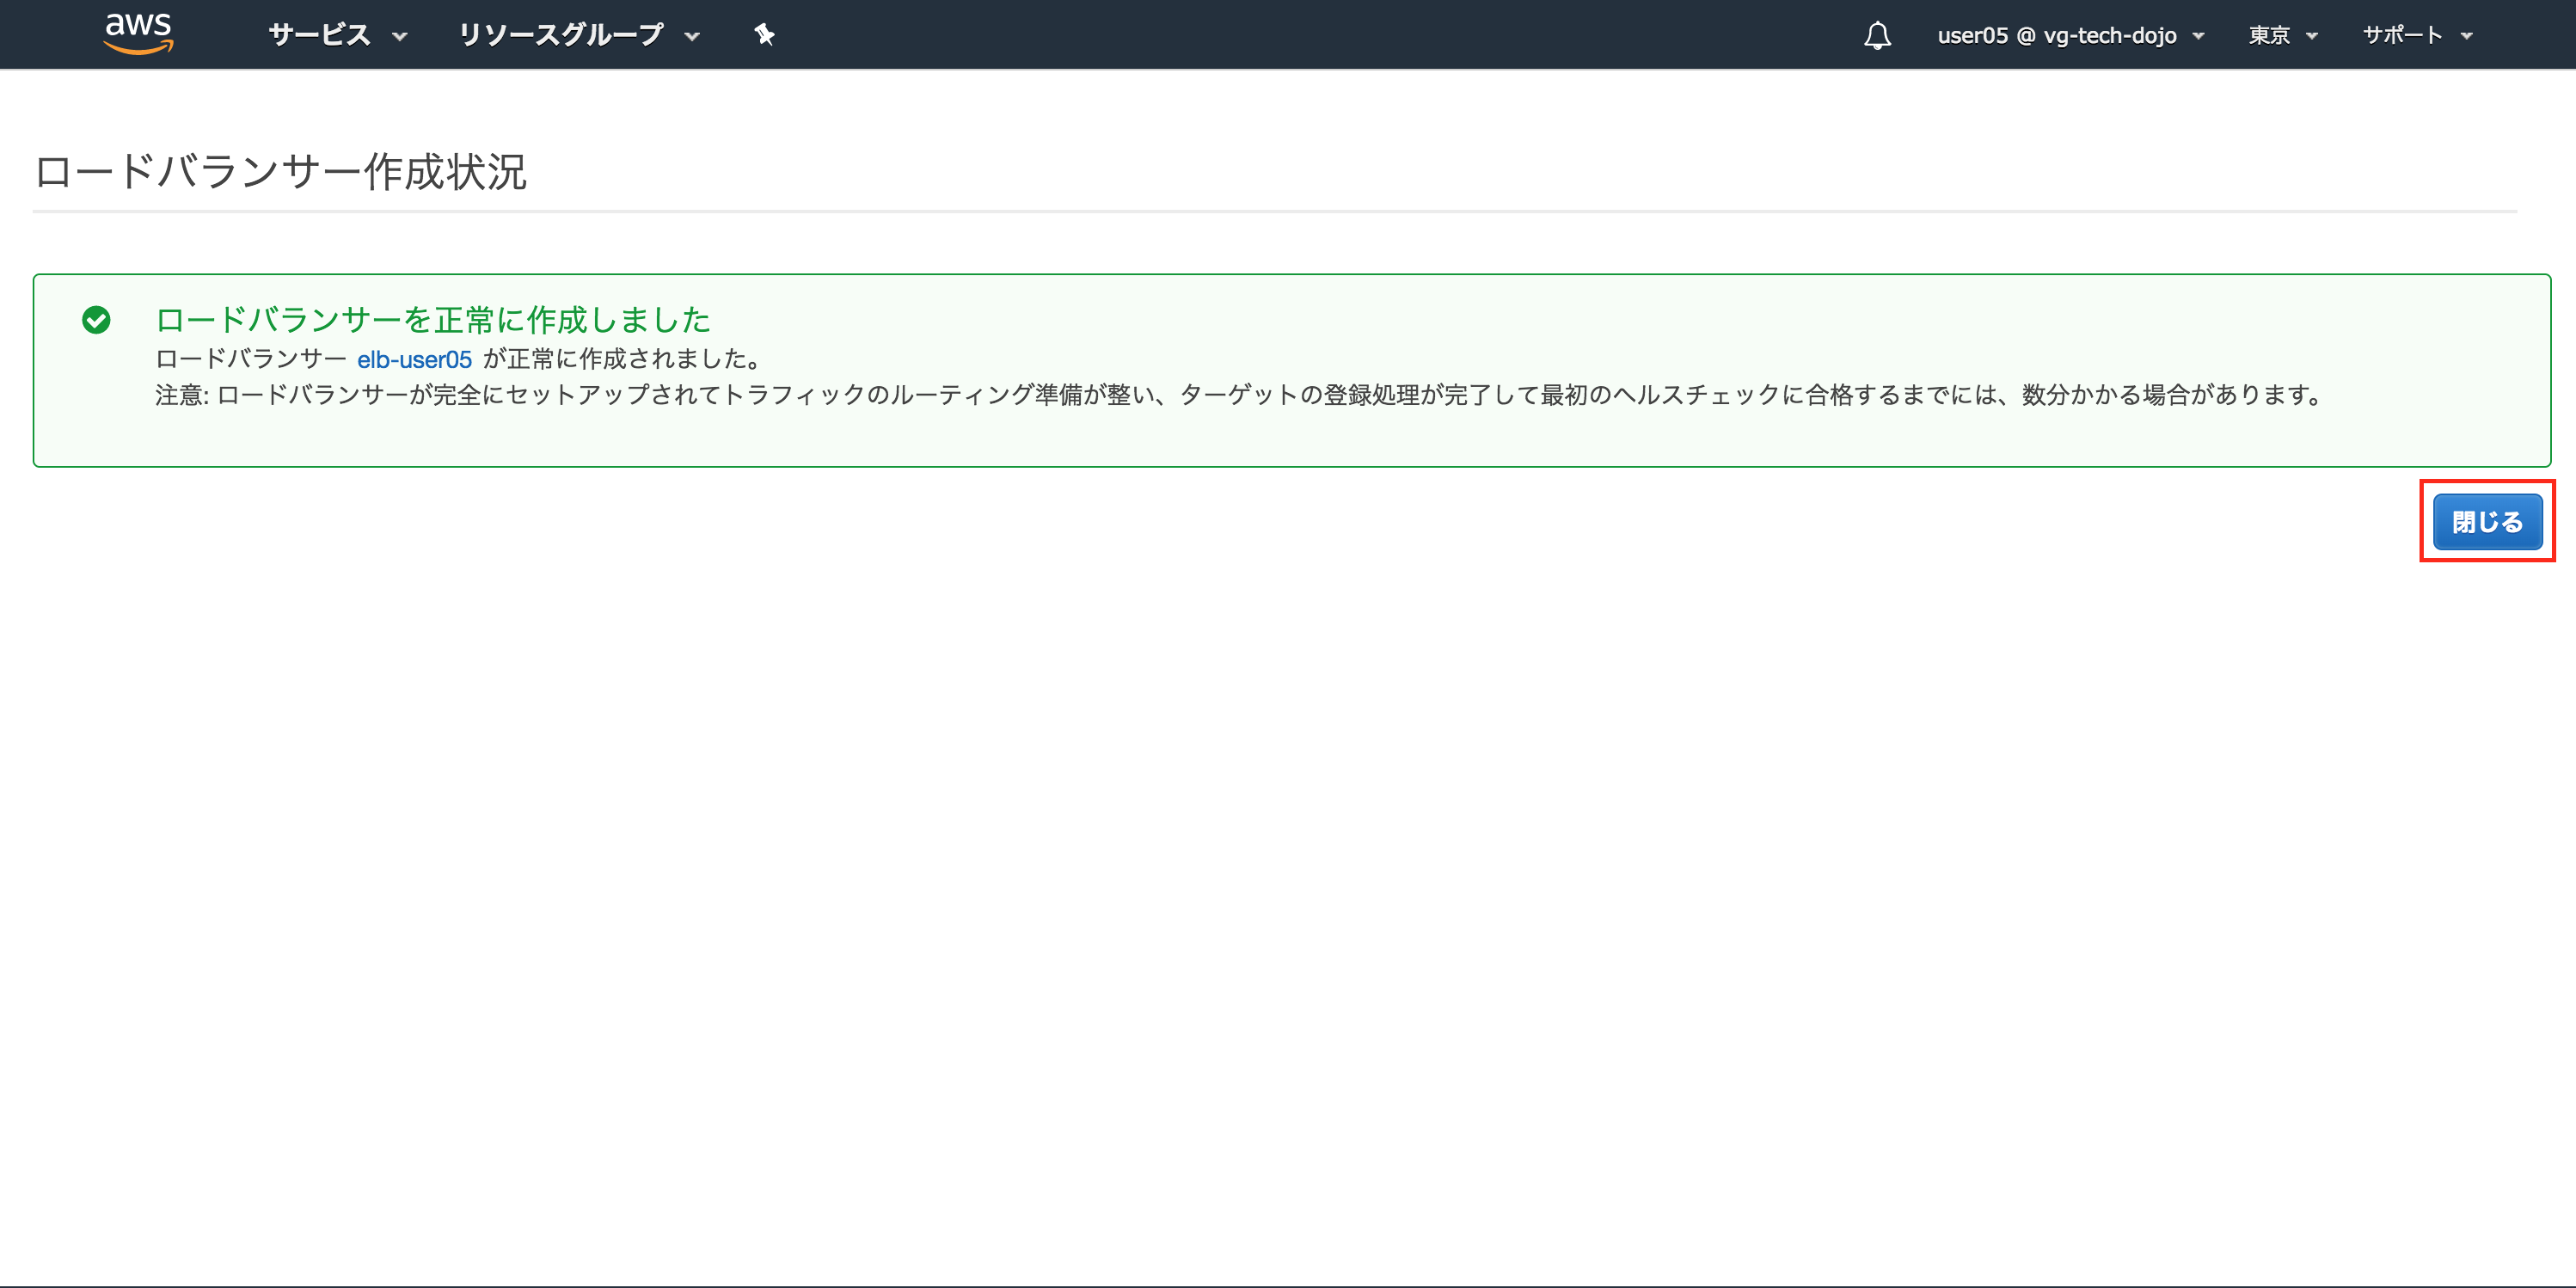 aws サービス リソースグループ user05 @ vg-tech-dojo 東京 サポート
ロードバランサー作成状況
ロードバランサーを正常に作成しました
ロードバランサー elb-user05 が正常に作成されました。
注意: ロードバランサーが完全にセットアップされてトラフィックのルーティング準備が整い、ターゲットの登録処理が完了して最初のヘルスチェックに合格するまでには、数分かかる場合があります。
閉じる